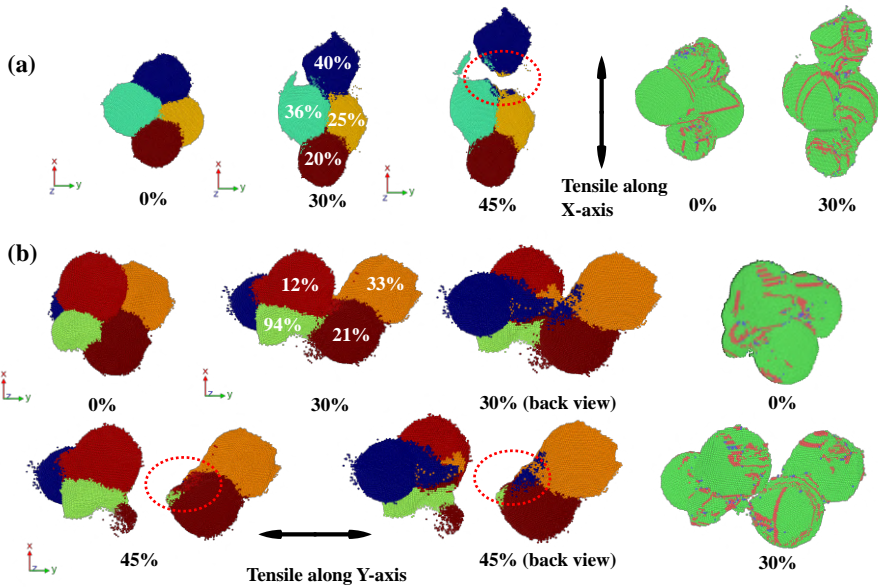 (a)
40%
36%
25%
20%
x
y
z
0%
x
y
z
30%
x
y
z
45%
Tensile along
X-axis
0%
30%
(b)
12%
33%
94%
21%
x
y
z
0%
x
y
z
30%
30% (back view)
0%
x
y
z
45%
Tensile along Y-axis
45% (back view)
30%